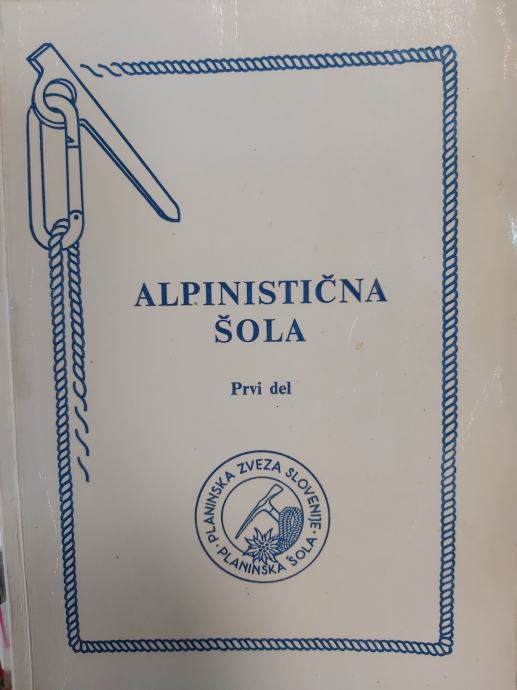 ALPINISTIČNA
ŠOLA
Prvi del
PLANINSKA ZVEZA SLOVENIJE
· PLANINSKA ŠOLA ·